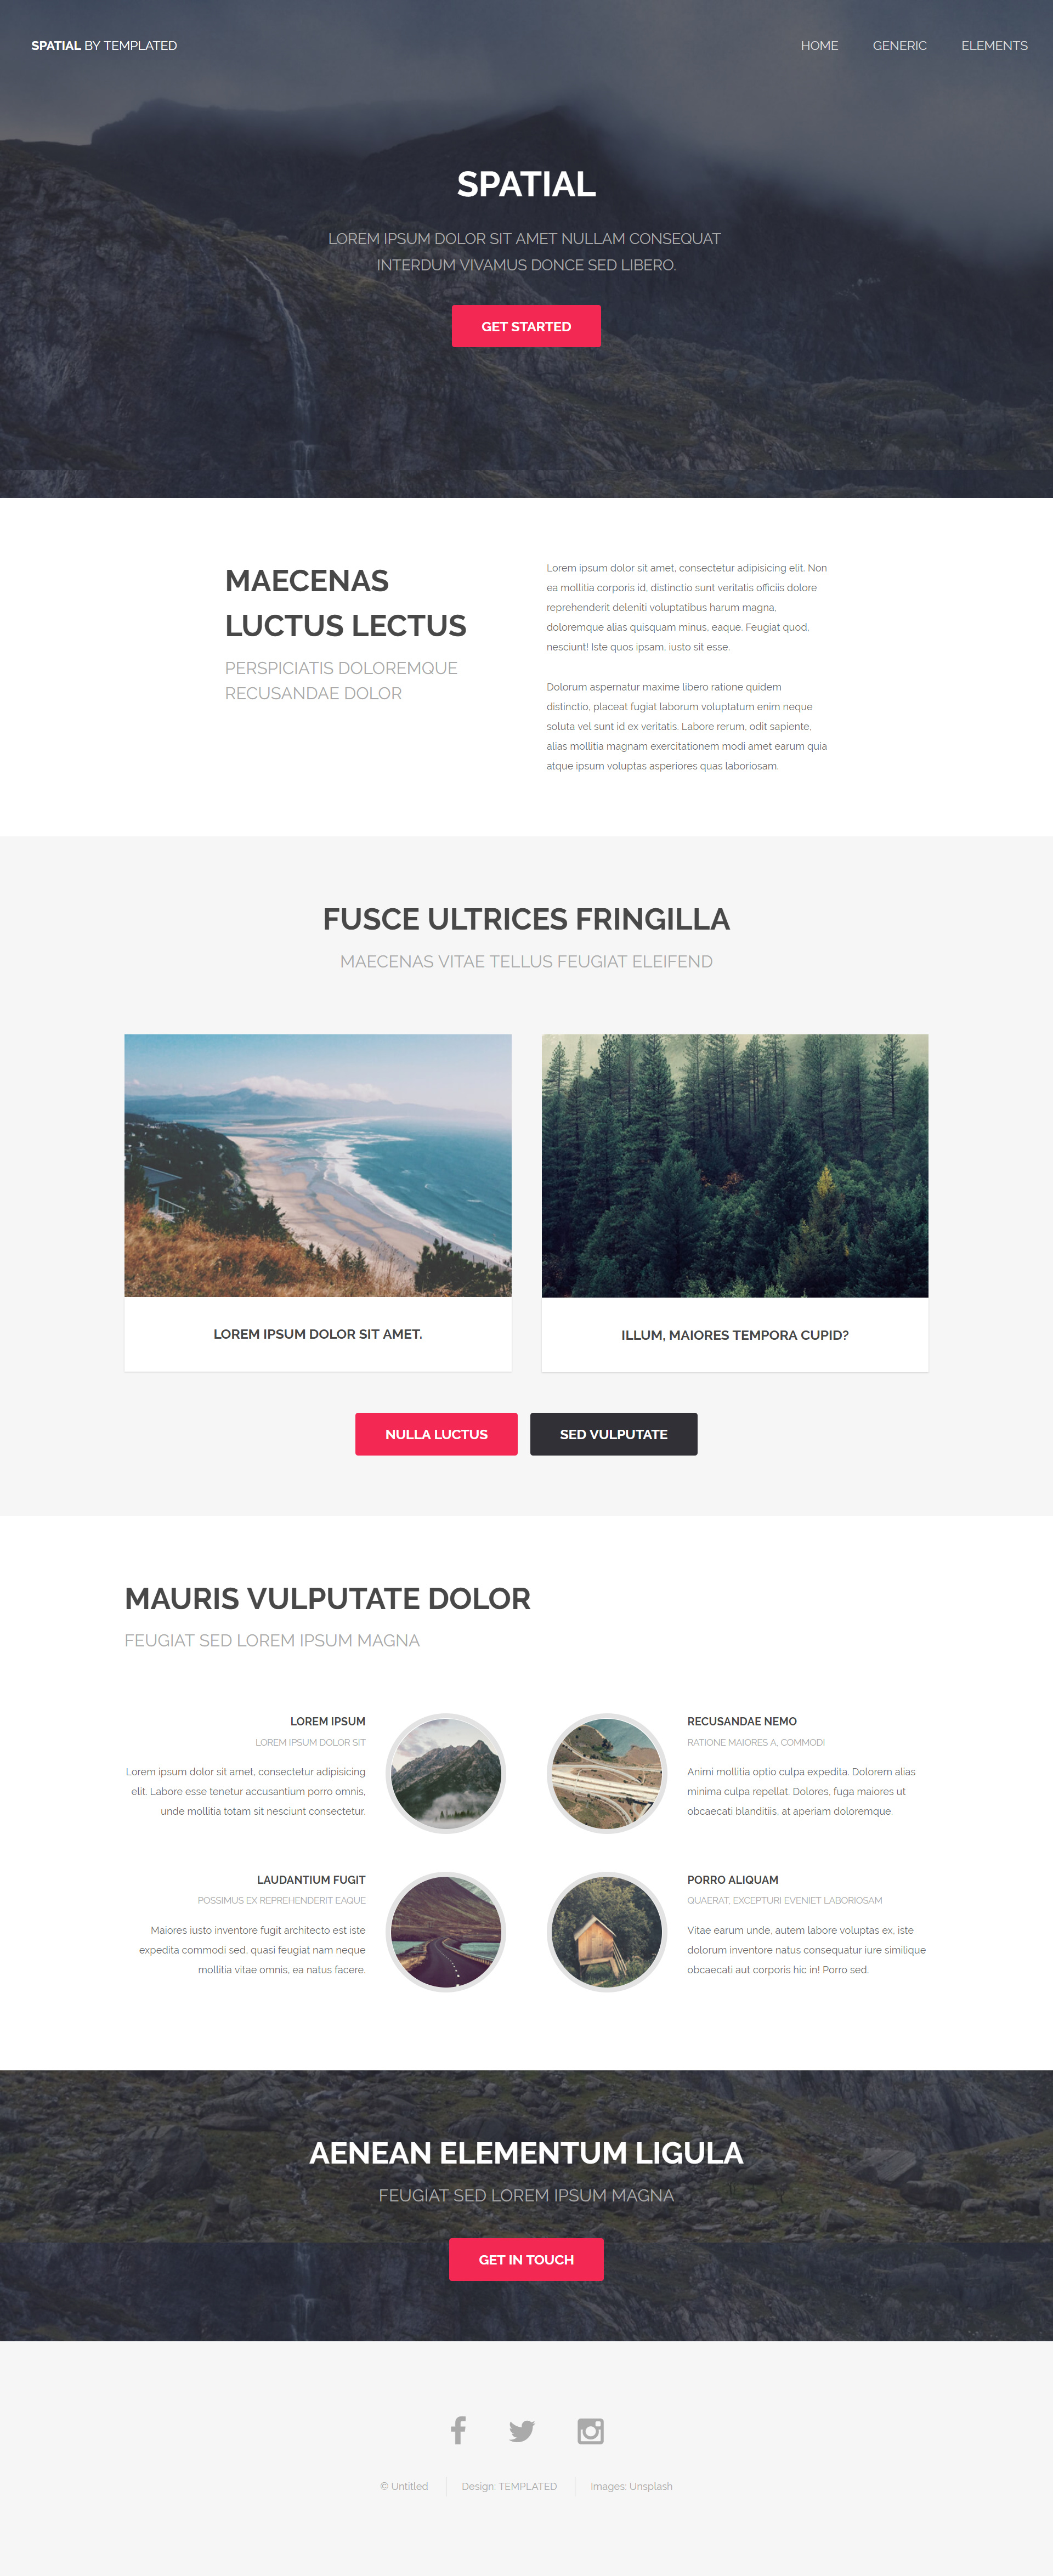 SPATIAL BY TEMPLATED
HOME GENERIC ELEMENTS
SPATIAL
LOREM IPSUM DOLOR SIT AMET NULLAM CONSEQUAT
INTERDUM VIVAMUS DONCE SED LIBERO.
GET STARTED
MAECENAS
LUCTUS LECTUS
PERSPICIATIS DOLOREMQUE
RECUSANDAE DOLOR
Lorem ipsum dolor sit amet, consectetur adipisicing elit. Non
ea mollitia corporis id, distinctio sunt veritatis officiis dolore
reprehenderit deleniti voluptatibus harum magna,
doloremque alias quisquam minus, eaque. Feugiat quod,
nesciunt! Iste quos ipsam, iusto sit esse.
Dolorum aspernatur maxime libero ratione quidem
distinctio, placeat fugiat laborum voluptatum enim neque
soluta vel sunt id ex veritatis. Labore rerum, odit sapiente,
alias mollitia magnam exercitationem modi amet earum quia
atque ipsum voluptas asperiores quas laboriosam.
FUSCE ULTRICES FRINGILLA
MAECENAS VITAE TELLUS FEUGIAT ELEIFEND
LOREM IPSUM DOLOR SIT AMET.
ILLUM, MAIORES TEMPORA CUPID?
NULLA LUCTUS
SED VULPUTATE
MAURIS VULPUTATE DOLOR
FEUGIAT SED LOREM IPSUM MAGNA
LOREM IPSUM
LOREM IPSUM DOLOR SIT
Lorem ipsum dolor sit amet, consectetur adipisicing
elit. Labore esse tenetur accusantium porro omnis,
unde mollitia totam sit nesciunt consectetur.
RECUSANDAE NEMO
RATIONE MAIORES A, COMMODI
Animi mollitia optio culpa expedita. Dolorem alias
minima culpa repellat. Dolores, fuga maiores ut
obcaecati blanditiis, at aperiam doloremque.
LAUDANTIUM FUGIT
POSSIMUS EX REPREHENDERIT EAQUE
Maiores iusto inventore fugit architecto est iste
expedita commodi sed, quasi feugiat nam neque
mollitia vitae omnis, ea natus facere.
PORRO ALIQUAM
QUAERAT, EXCEPTURI EVENIET LABORIOSAM
Vitae earum unde, autem labore voluptas ex, iste
dolorum inventore natus consequatur iure similique
obcaecati aut corporis hic in! Porro sed.
AENEAN ELEMENTUM LIGULA
FEUGIAT SED LOREM IPSUM MAGNA
GET IN TOUCH
© Untitled
Design: TEMPLATED
Images: Unsplash